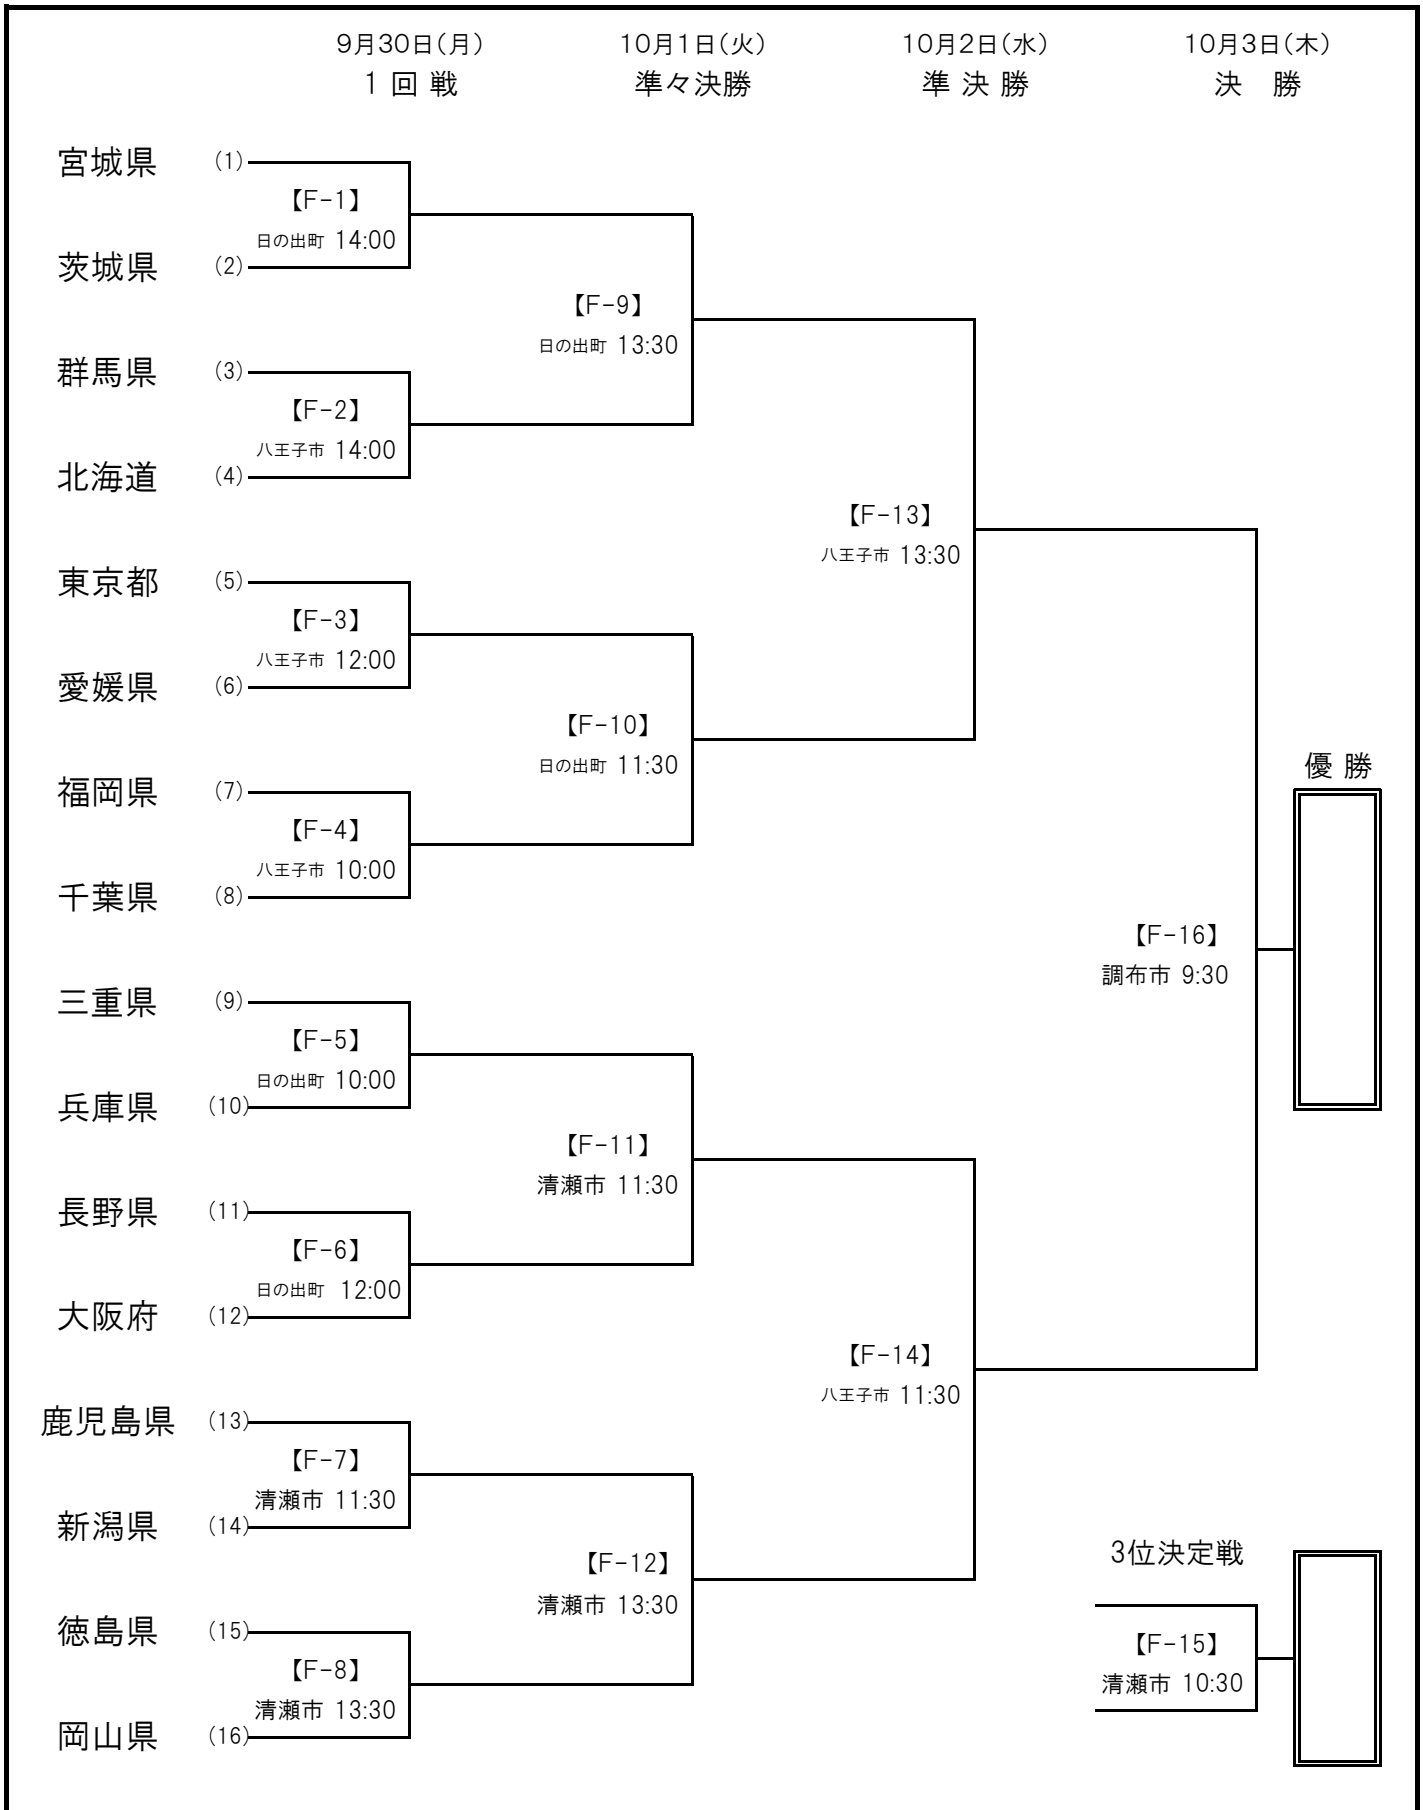 9月30日(月) 10月1日(火) 10月2日(水) 10月3日(木)
1 回 戦 準々決勝 準 決 勝 決 勝
宮城県 (1)
【F-1】
日の出町 14:00
茨城県 (2)
【F-9】
日の出町 13:30
群馬県 (3)
【F-2】
八王子市 14:00
北海道 (4)
【F-13】
八王子市 13:30
東京都 (5)
【F-3】
八王子市 12:00
愛媛県 (6)
【F-10】
日の出町 11:30
優 勝
福岡県 (7)
【F-4】
八王子市 10:00
千葉県 (8)
【F-16】
調布市 9:30
三重県 (9)
【F-5】
日の出町 10:00
兵庫県 (10)
【F-11】
清瀬市 11:30
長野県 (11)
【F-6】
日の出町 12:00
大阪府 (12)
【F-14】
八王子市 11:30
鹿児島県 (13)
【F-7】
清瀬市 11:30
新潟県 (14)
3位決定戦
【F-12】
清瀬市 13:30
徳島県 (15)
【F-15】
清瀬市 10:30
【F-8】
清瀬市 13:30
岡山県 (16)